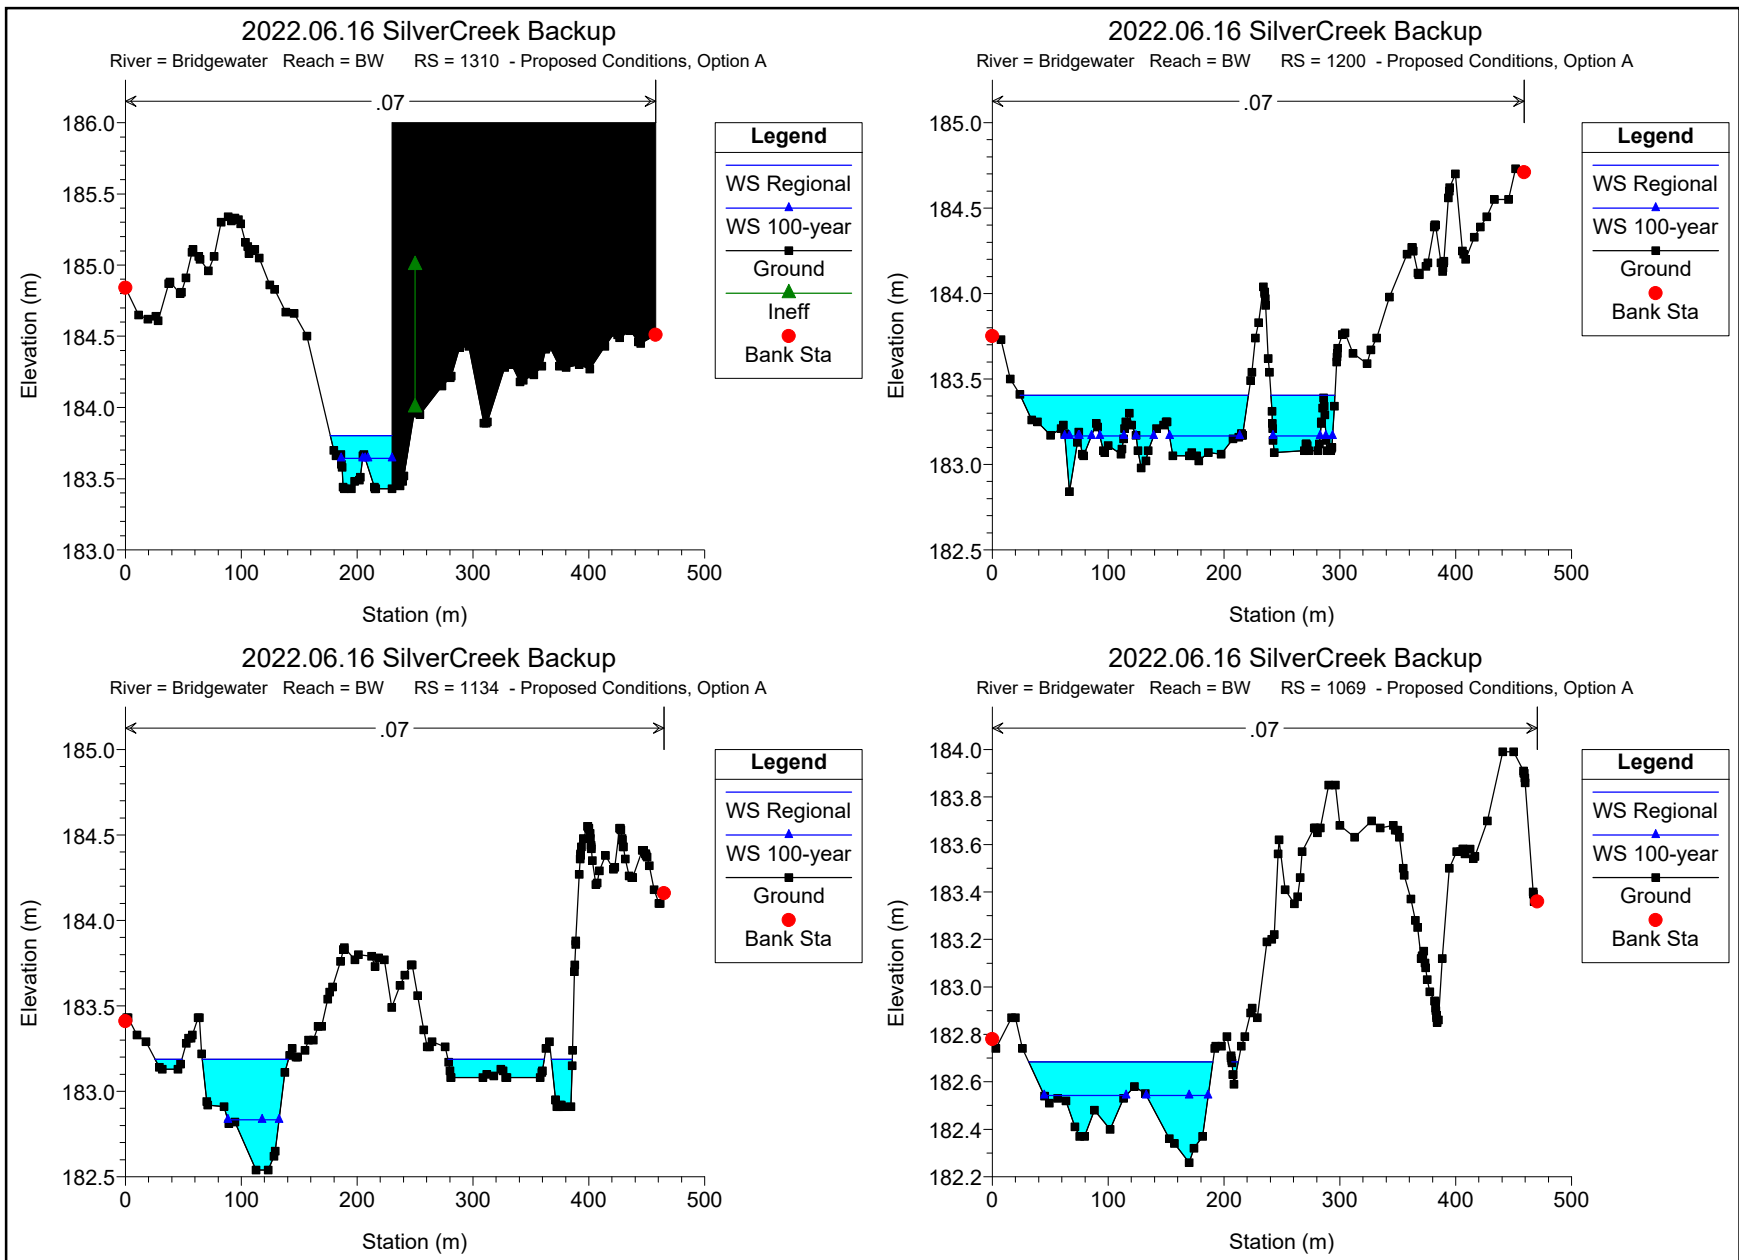 2022.06.16 SilverCreek Backup
River = Bridgewater Reach = BW RS = 1310 - Proposed Conditions, Option A
.07
186.0
185.5
185.0
184.5
184.0
183.5
183.0
Elevation (m)
0 100 200 300 400 500
Station (m)
Legend
WS Regional
WS 100-year
Ground
Ineff
Bank Sta
2022.06.16 SilverCreek Backup
River = Bridgewater Reach = BW RS = 1200 - Proposed Conditions, Option A
.07
185.0
184.5
184.0
183.5
183.0
182.5
Elevation (m)
0 100 200 300 400 500
Station (m)
Legend
WS Regional
WS 100-year
Ground
Bank Sta
2022.06.16 SilverCreek Backup
River = Bridgewater Reach = BW RS = 1134 - Proposed Conditions, Option A
.07
185.0
184.5
184.0
183.5
183.0
182.5
Elevation (m)
0 100 200 300 400 500
Station (m)
Legend
WS Regional
WS 100-year
Ground
Bank Sta
2022.06.16 SilverCreek Backup
River = Bridgewater Reach = BW RS = 1069 - Proposed Conditions, Option A
.07
184.0
183.8
183.6
183.4
183.2
183.0
182.8
182.6
182.4
182.2
Elevation (m)
0 100 200 300 400 500
Station (m)
Legend
WS Regional
WS 100-year
Ground
Bank Sta